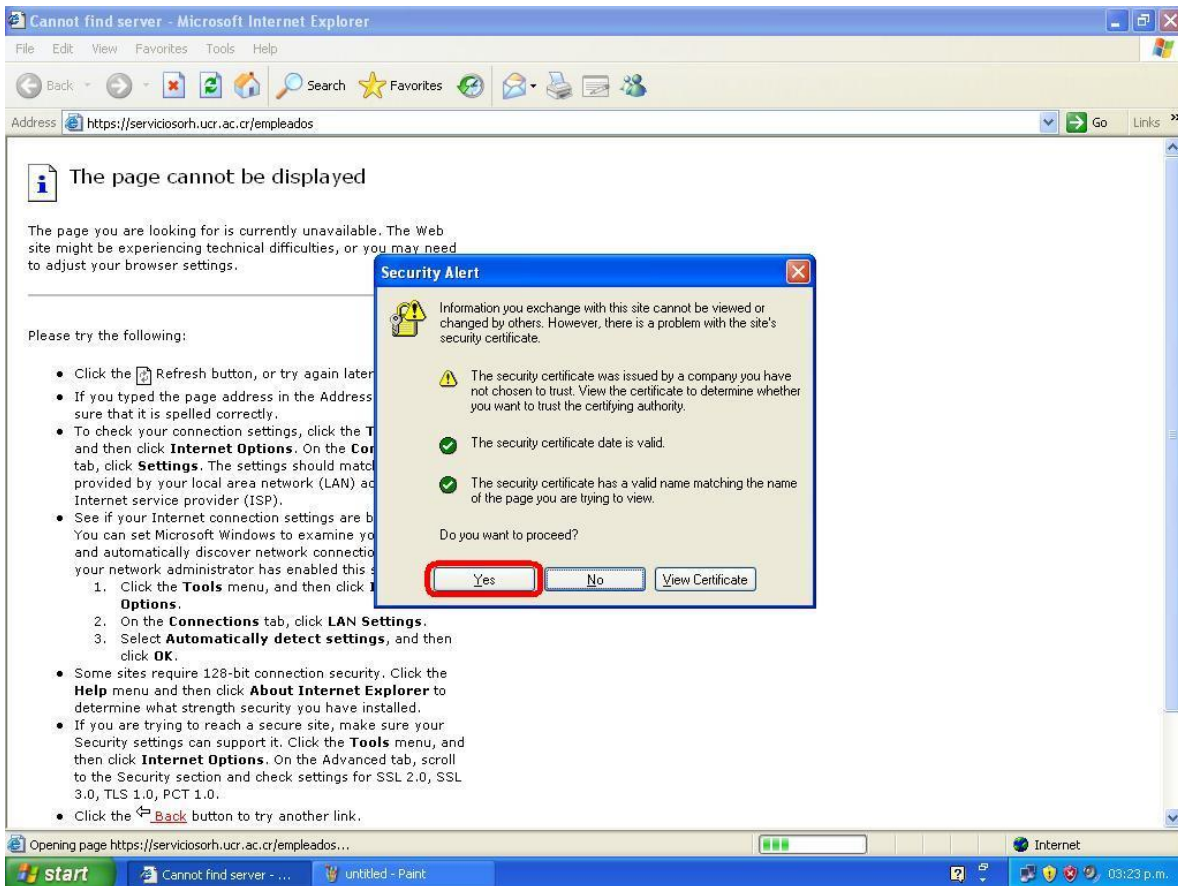 Cannot find server - Microsoft Internet Explorer
File Edit View Favorites Tools Help
Back Search Favorites
Address https://serviciosorh.ucr.ac.cr/empleados Go Links »
The page cannot be displayed
The page you are looking for is currently unavailable. The Web
site might be experiencing technical difficulties, or you may need
to adjust your browser settings.
Please try the following:
Click the Refresh button, or try again later
If you typed the page address in the Address
sure that it is spelled correctly.
To check your connection settings, click the T
and then click Internet Options. On the Con
tab, click Settings. The settings should match
provided by your local area network (LAN) ad
Internet service provider (ISP).
See if your Internet connection settings are b
You can set Microsoft Windows to examine yo
and automatically discover network connectio
your network administrator has enabled this s
1. Click the Tools menu, and then click I
Options.
2. On the Connections tab, click LAN Settings.
3. Select Automatically detect settings, and then
click OK.
Some sites require 128-bit connection security. Click the
Help menu and then click About Internet Explorer to
determine what strength security you have installed.
If you are trying to reach a secure site, make sure your
Security settings can support it. Click the Tools menu, and
then click Internet Options. On the Advanced tab, scroll
to the Security section and check settings for SSL 2.0, SSL
3.0, TLS 1.0, PCT 1.0.
Click the Back button to try another link.
Security Alert
Information you exchange with this site cannot be viewed or
changed by others. However, there is a problem with the site's
security certificate.
The security certificate was issued by a company you have
not chosen to trust. View the certificate to determine whether
you want to trust the certifying authority.
The security certificate date is valid.
The security certificate has a valid name matching the name
of the page you are trying to view.
Do you want to proceed?
Yes No View Certificate
Opening page https://serviciosorh.ucr.ac.cr/empleados... Internet
start Cannot find server - ... untitled - Paint 03:23 p.m.